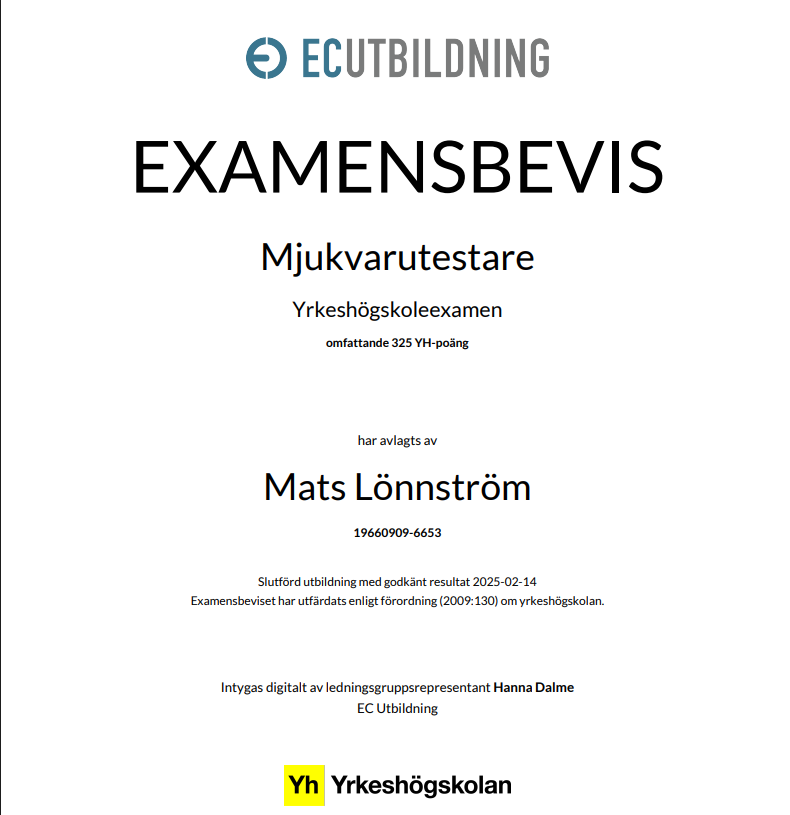 ECUTBILDNING
EXAMENSBEVIS
Mjukvarutestare
Yrkeshögskoleexamen
omfattande 325 YH-poäng
har avlagts av
Mats Lönnström
19660909-6653
Slutförd utbildning med godkänt resultat 2025-02-14
Examensbeviset har utfärdats enligt förordning (2009:130) om yrkeshögskolan.
Intygas digitalt av ledningsgruppsrepresentant Hanna Dalme
EC Utbildning
Yh Yrkeshögskolan